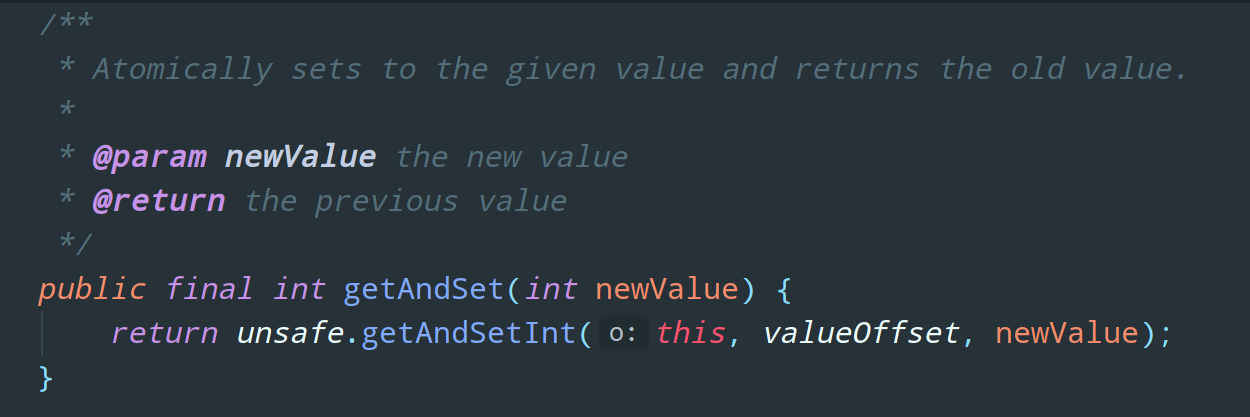 /**
 * Atomically sets to the given value and returns the old value.
 *
 * @param newValue the new value
 * @return the previous value
 */
public final int getAndSet(int newValue) {
    return unsafe.getAndSetInt( o: this, valueOffset, newValue);
}